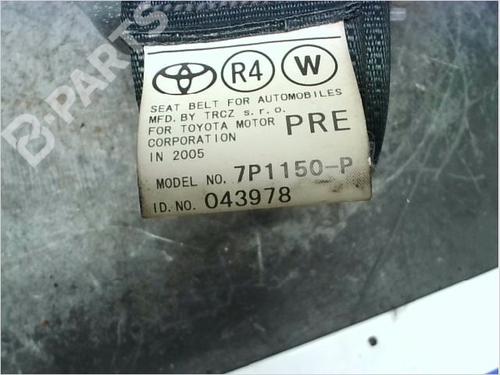 B-PARTS
R4 W
SEAT BELT FOR AUTOMOBILES
MFD. BY TRCZ s.r.o.
FOR TOYOTA MOTOR
CORPORATION
PRE
IN 2005
MODEL NO. 7P1150-P
ID. NO. 043978